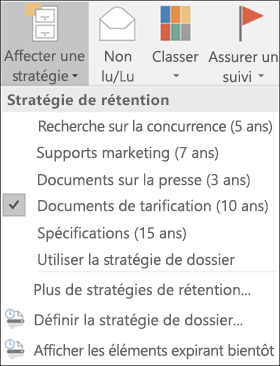 Affecter une stratégie
Non lu/Lu
Classer
Assurer un suivi
Stratégie de rétention
Recherche sur la concurrence (5 ans)
Supports marketing (7 ans)
Documents sur la presse (3 ans)
Documents de tarification (10 ans)
Spécifications (15 ans)
Utiliser la stratégie de dossier
Plus de stratégies de rétention...
Définir la stratégie de dossier...
Afficher les éléments expirant bientôt